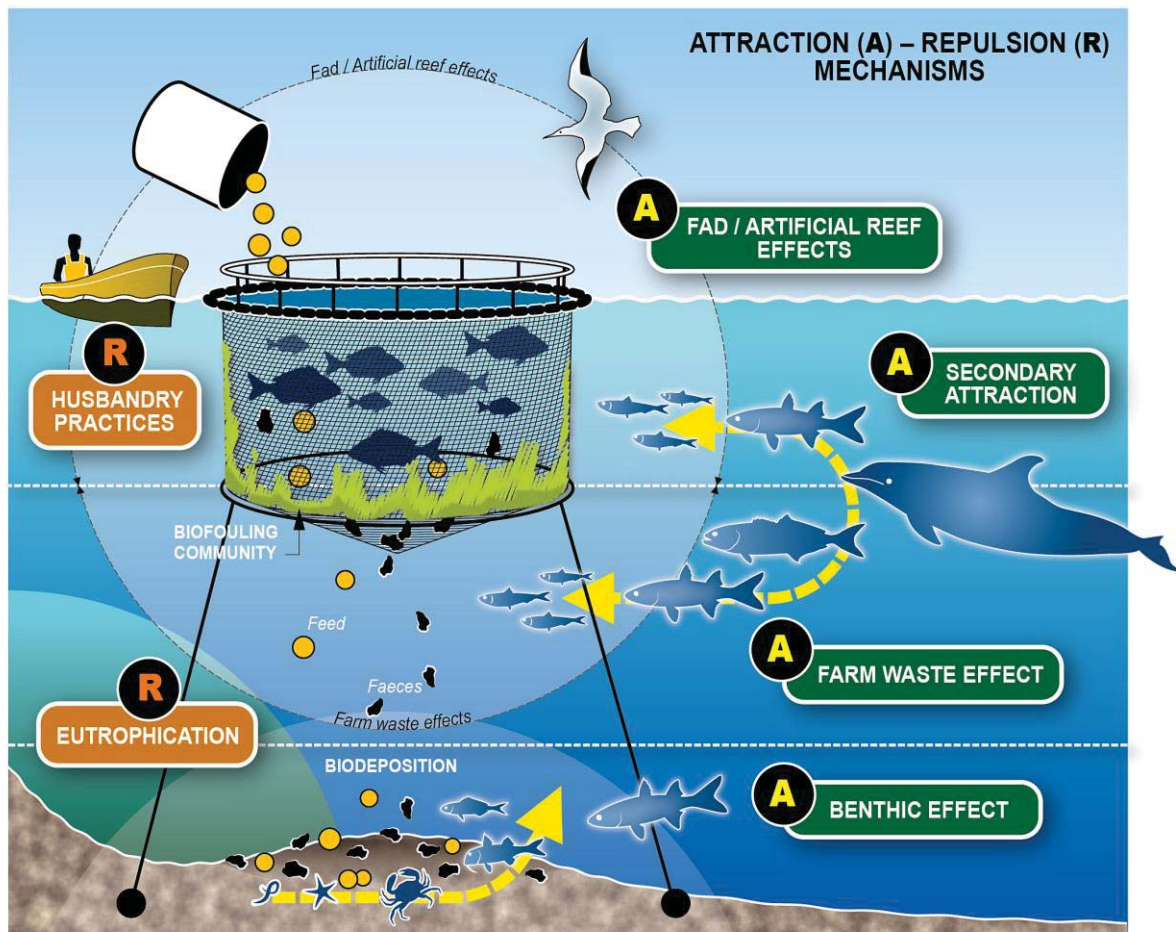 ATTRACTION (A) – REPULSION (R)
MECHANISMS
Fad / Artificial reef effects
A
FAD / ARTIFICIAL REEF
EFFECTS
R
HUSBANDRY
PRACTICES
A
SECONDARY
ATTRACTION
BIOFOULING
COMMUNITY
Feed
Faeces
Farm waste effects
A
FARM WASTE EFFECT
R
EUTROPHICATION
BIODEPOSITION
A
BENTHIC EFFECT